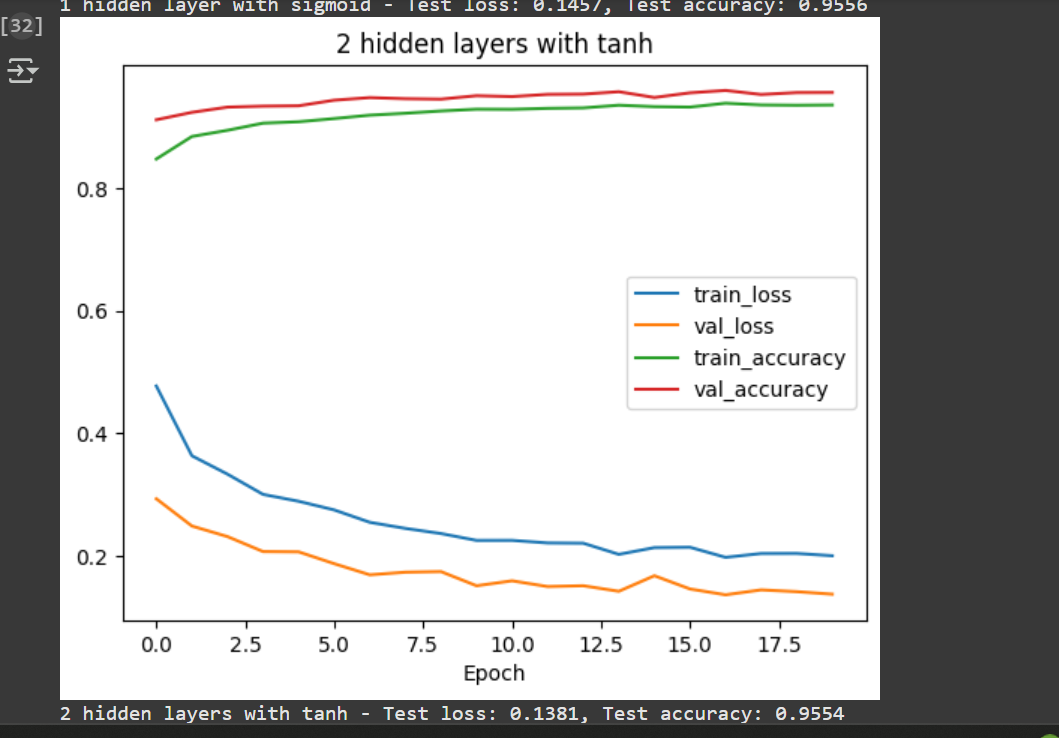 1 hidden layer with sigmoid - Test loss: 0.1457, Test accuracy: 0.9556
[32]
2 hidden layers with tanh
0.8
0.6
0.4
0.2
train_loss
val_loss
train_accuracy
val_accuracy
0.0 2.5 5.0 7.5 10.0 12.5 15.0 17.5
Epoch
2 hidden layers with tanh - Test loss: 0.1381, Test accuracy: 0.9554